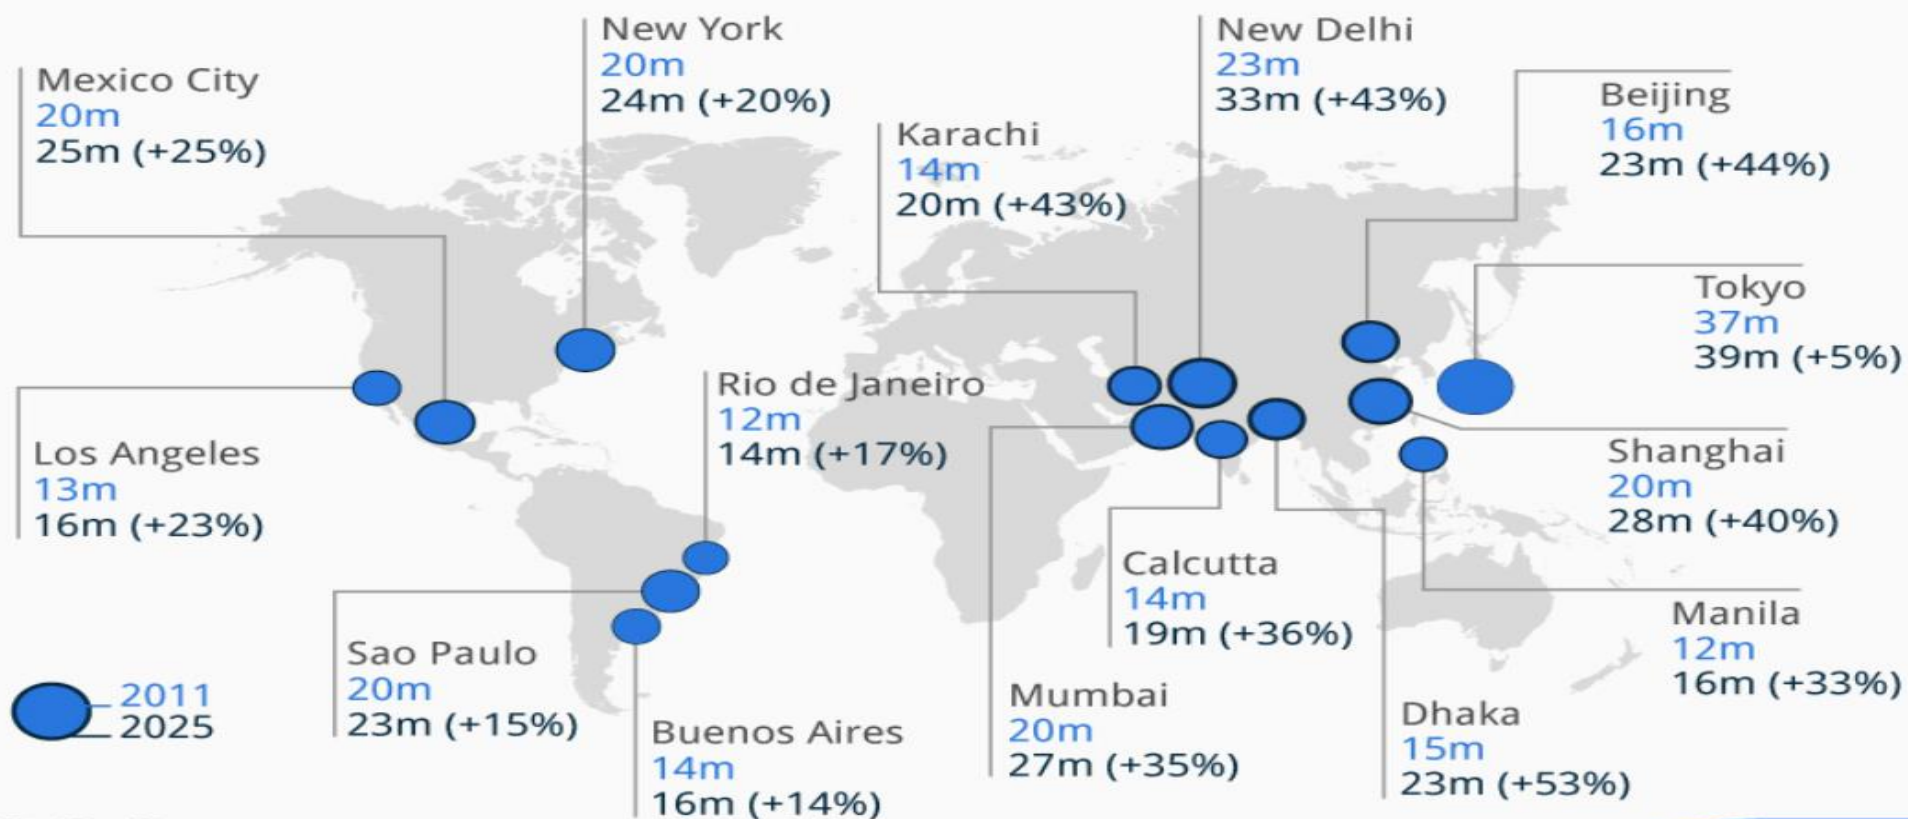 New York
20m
24m (+20%)
New Delhi
23m
33m (+43%)
Mexico City
20m
25m (+25%)
Beijing
16m
23m (+44%)
Karachi
14m
20m (+43%)
Tokyo
37m
39m (+5%)
Rio de Janeiro
12m
14m (+17%)
Los Angeles
13m
16m (+23%)
Shanghai
20m
28m (+40%)
Calcutta
14m
19m (+36%)
Manila
12m
16m (+33%)
Sao Paulo
20m
23m (+15%)
Mumbai
20m
27m (+35%)
Dhaka
15m
23m (+53%)
Buenos Aires
14m
16m (+14%)
2011
2025